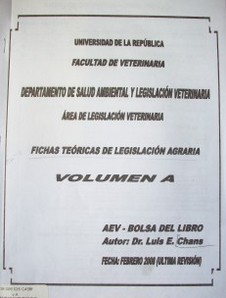 UNIVERSIDAD DE LA REPÚBLICA
FACULTAD DE VETERINARIA
DEPARTAMENTO DE SALUD AMBIENTAL Y LEGISLACIÓN VETERINARIA
ÁREA DE LEGISLACIÓN VETERINARIA
FICHAS TEÓRICAS DE LEGISLACIÓN AGRARIA
VOLUMEN A
AEV - BOLSA DEL LIBRO
Autor: Dr. Luis E. Chans
FECHA: FEBRERO 2008 (ULTIMA REVISIÓN)